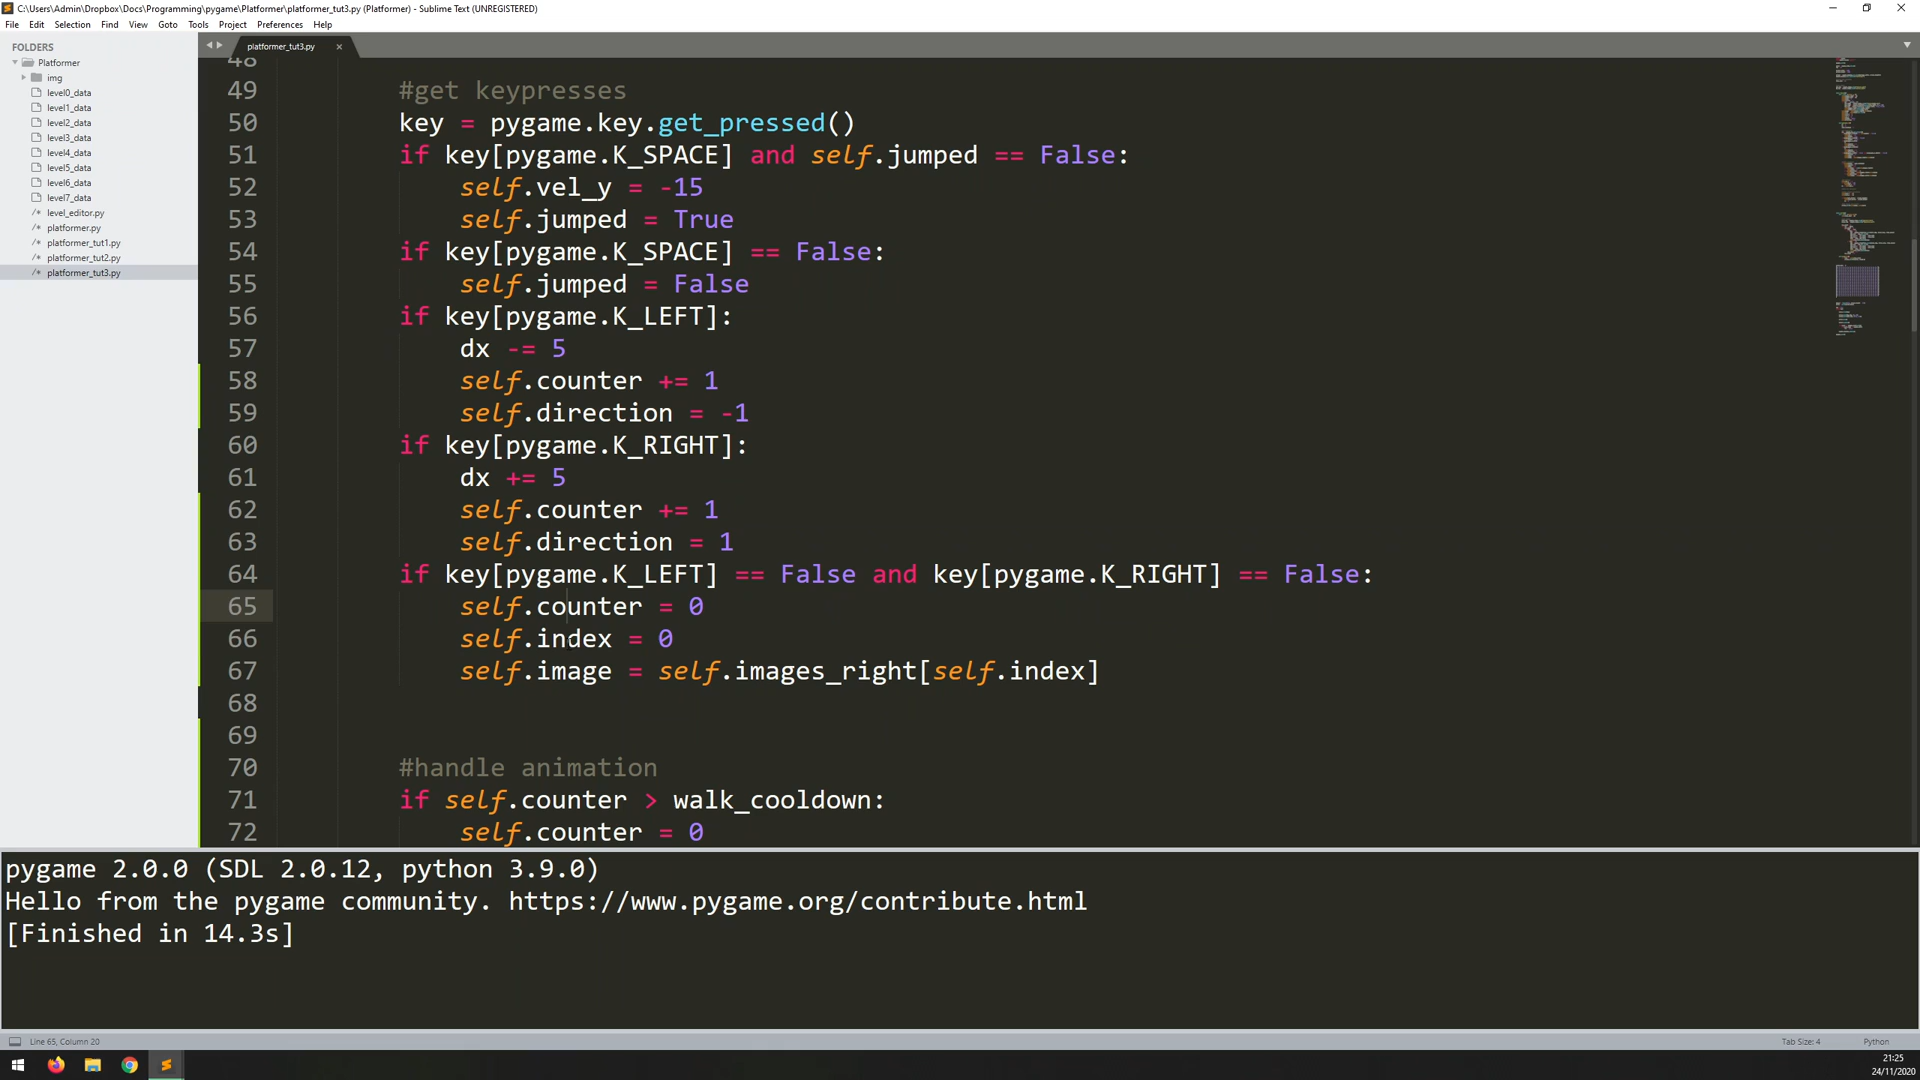 C:\Users\Admin\Dropbox\Docs\Programming\pygame\Platformer\platformer_tut3.py (Platformer) - Sublime Text (UNREGISTERED)
File Edit Selection Find View Goto Tools Project Preferences Help
FOLDERS
Platformer
img
level0_data
level1_data
level2_data
level3_data
level4_data
level5_data
level6_data
level7_data
level_editor.py
platformer.py
platformer_tut1.py
platformer_tut2.py
platformer_tut3.py
platformer_tut3.py
48
49 #get keypresses
50 key = pygame.key.get_pressed()
51 if key[pygame.K_SPACE] and self.jumped == False:
52 self.vel_y = -15
53 self.jumped = True
54 if key[pygame.K_SPACE] == False:
55 self.jumped = False
56 if key[pygame.K_LEFT]:
57 dx -= 5
58 self.counter += 1
59 self.direction = -1
60 if key[pygame.K_RIGHT]:
61 dx += 5
62 self.counter += 1
63 self.direction = 1
64 if key[pygame.K_LEFT] == False and key[pygame.K_RIGHT] == False:
65 self.counter = 0
66 self.index = 0
67 self.image = self.images_right[self.index]
68
69
70 #handle animation
71 if self.counter > walk_cooldown:
72 self.counter = 0
pygame 2.0.0 (SDL 2.0.12, python 3.9.0)
Hello from the pygame community. https://www.pygame.org/contribute.html
[Finished in 14.3s]
Line 65, Column 20
Tab Size: 4
Python
21:25
24/11/2020